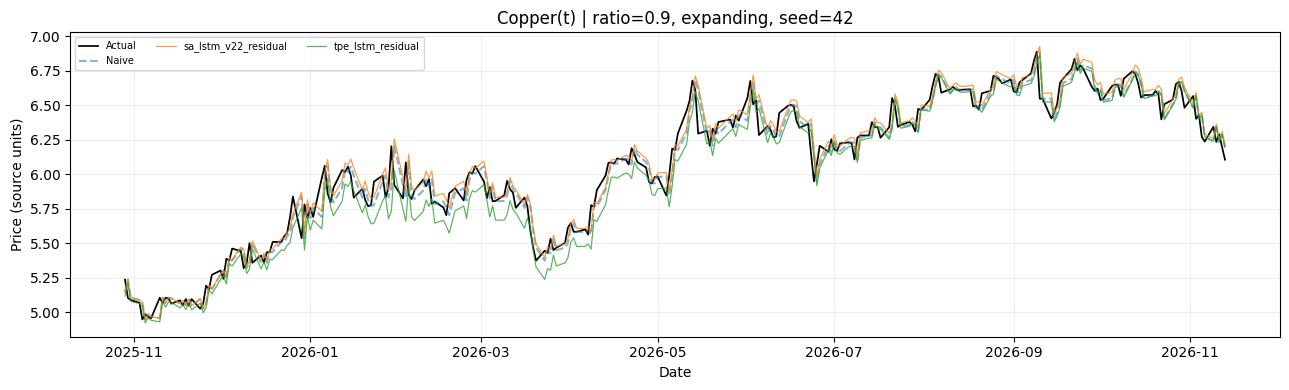 Copper(t) | ratio=0.9, expanding, seed=42
Actual
Naive
sa_lstm_v22_residual
tpe_lstm_residual
Price (source units)
7.00
6.75
6.50
6.25
6.00
5.75
5.50
5.25
5.00
2025-11
2026-01
2026-03
2026-05
2026-07
2026-09
2026-11
Date